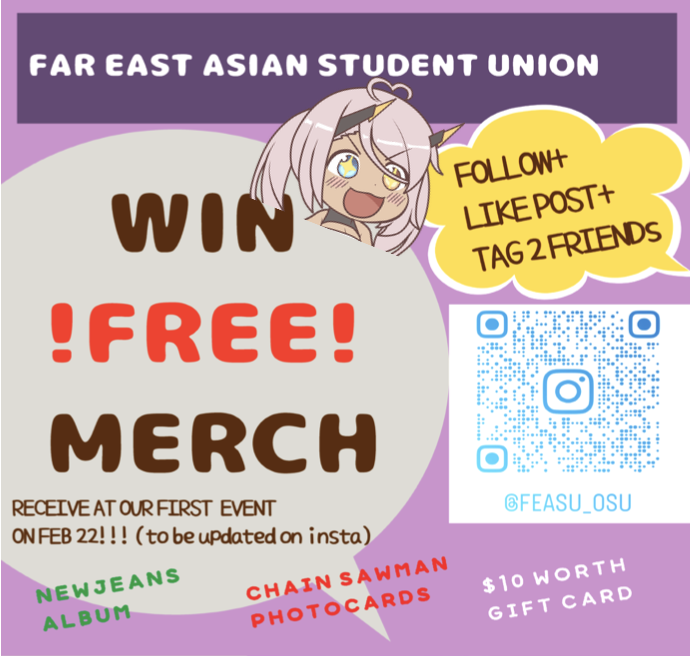 FAR EAST ASIAN STUDENT UNION
WIN
!FREE!
MERCH
FOLLOW+
LIKE POST+
TAG 2 FRIENDS
@FEASU_OSU
RECEIVE AT OUR FIRST EVENT
ON FEB 22!!! (to be updated on insta)
NEWJEANS
ALBUM
CHAIN SAWMAN
PHOTOCARDS
$10 WORTH
GIFT CARD